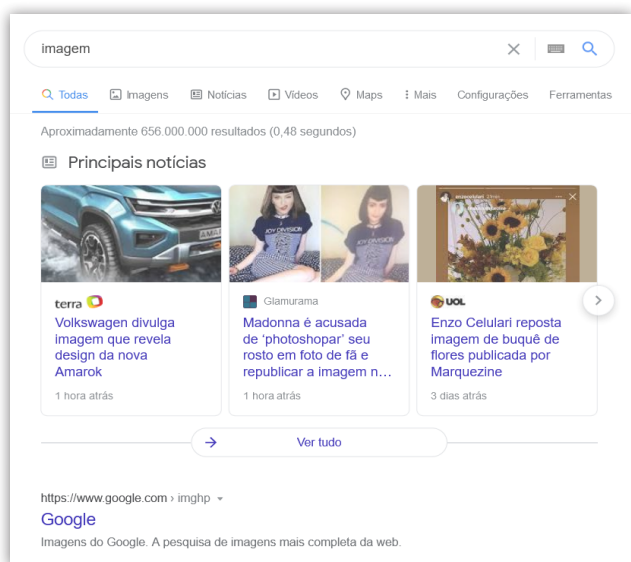 imagem
Todas Imagens Notícias Vídeos Maps Mais Configurações Ferramentas
Aproximadamente 656.000.000 resultados (0,48 segundos)
Principais notícias
JOY DIVISION
terra
Volkswagen divulga
imagem que revela
design da nova
Amarok
1 hora atrás
Glamurama
Madonna é acusada
de ‘photoshopar’ seu
rosto em foto de fã e
republicar a imagem n...
1 hora atrás
UOL
Enzo Celulari reposta
imagem de buquê de
flores publicada por
Marquezine
3 dias atrás
Ver tudo
https://www.google.com › imghp
Google
Imagens do Google. A pesquisa de imagens mais completa da web.